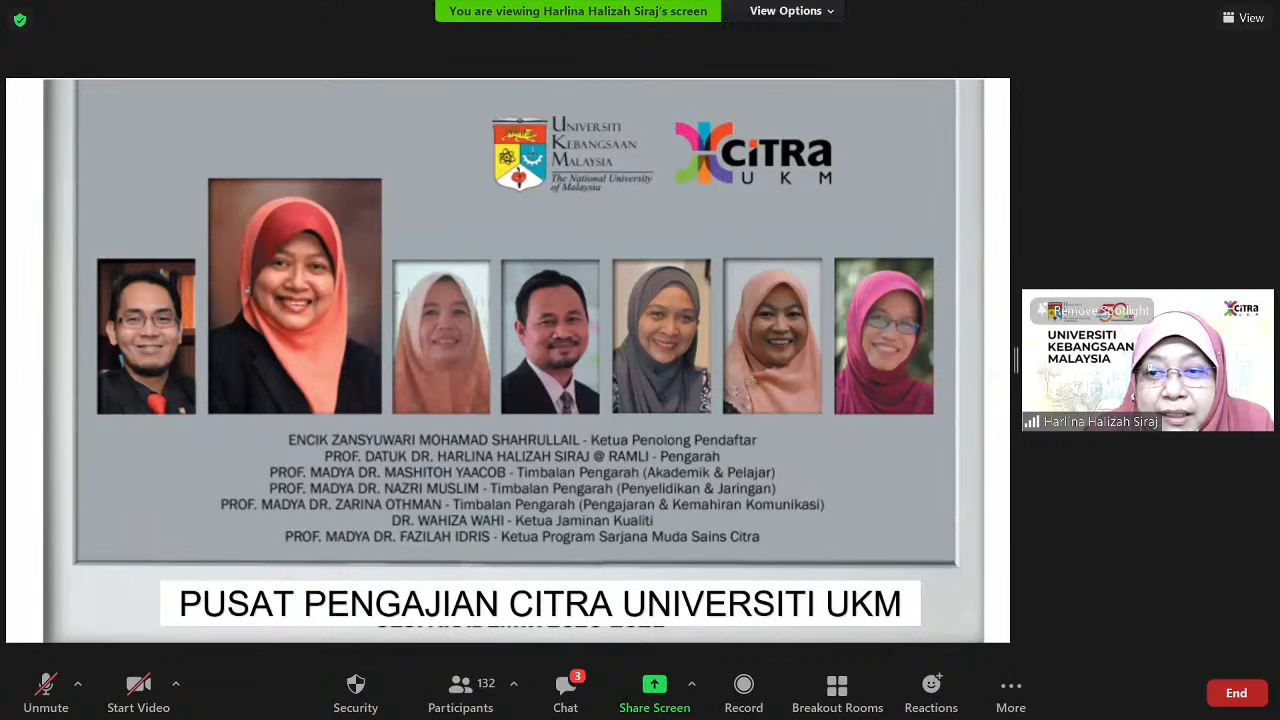 You are viewing Harlina Halizah Siraj's screen
View Options
View
UNIVERSITI
KEBANGSAAN
MALAYSIA
The National University
of Malaysia
CiTRa
UKM
ENCIK ZANSYUWARI MOHAMAD SHAHRULLAIL - Ketua Penolong Pendaftar
PROF. DATUK DR. HARLINA HALIZAH SIRAJ @ RAMLI - Pengarah
PROF. MADYA DR. MASHITOH YAACOB - Timbalan Pengarah (Akademik & Pelajar)
PROF. MADYA DR. NAZRI MUSLIM - Timbalan Pengarah (Penyelidikan & Jaringan)
PROF. MADYA DR. ZARINA OTHMAN - Timbalan Pengarah (Pengajaran & Kemahiran Komunikasi)
DR. WAHIZA WAHI - Ketua Jaminan Kualiti
PROF. MADYA DR. FAZILAH IDRIS - Ketua Program Sarjana Muda Sains Citra
PUSAT PENGAJIAN CITRA UNIVERSITI UKM
Remove Spotlight
CiTRa
UNIVERSITI
KEBANGSAAN
MALAYSIA
Harlina Halizah Siraj
Unmute
Start Video
Security
132
Participants
3
Chat
Share Screen
Record
Breakout Rooms
Reactions
More
End